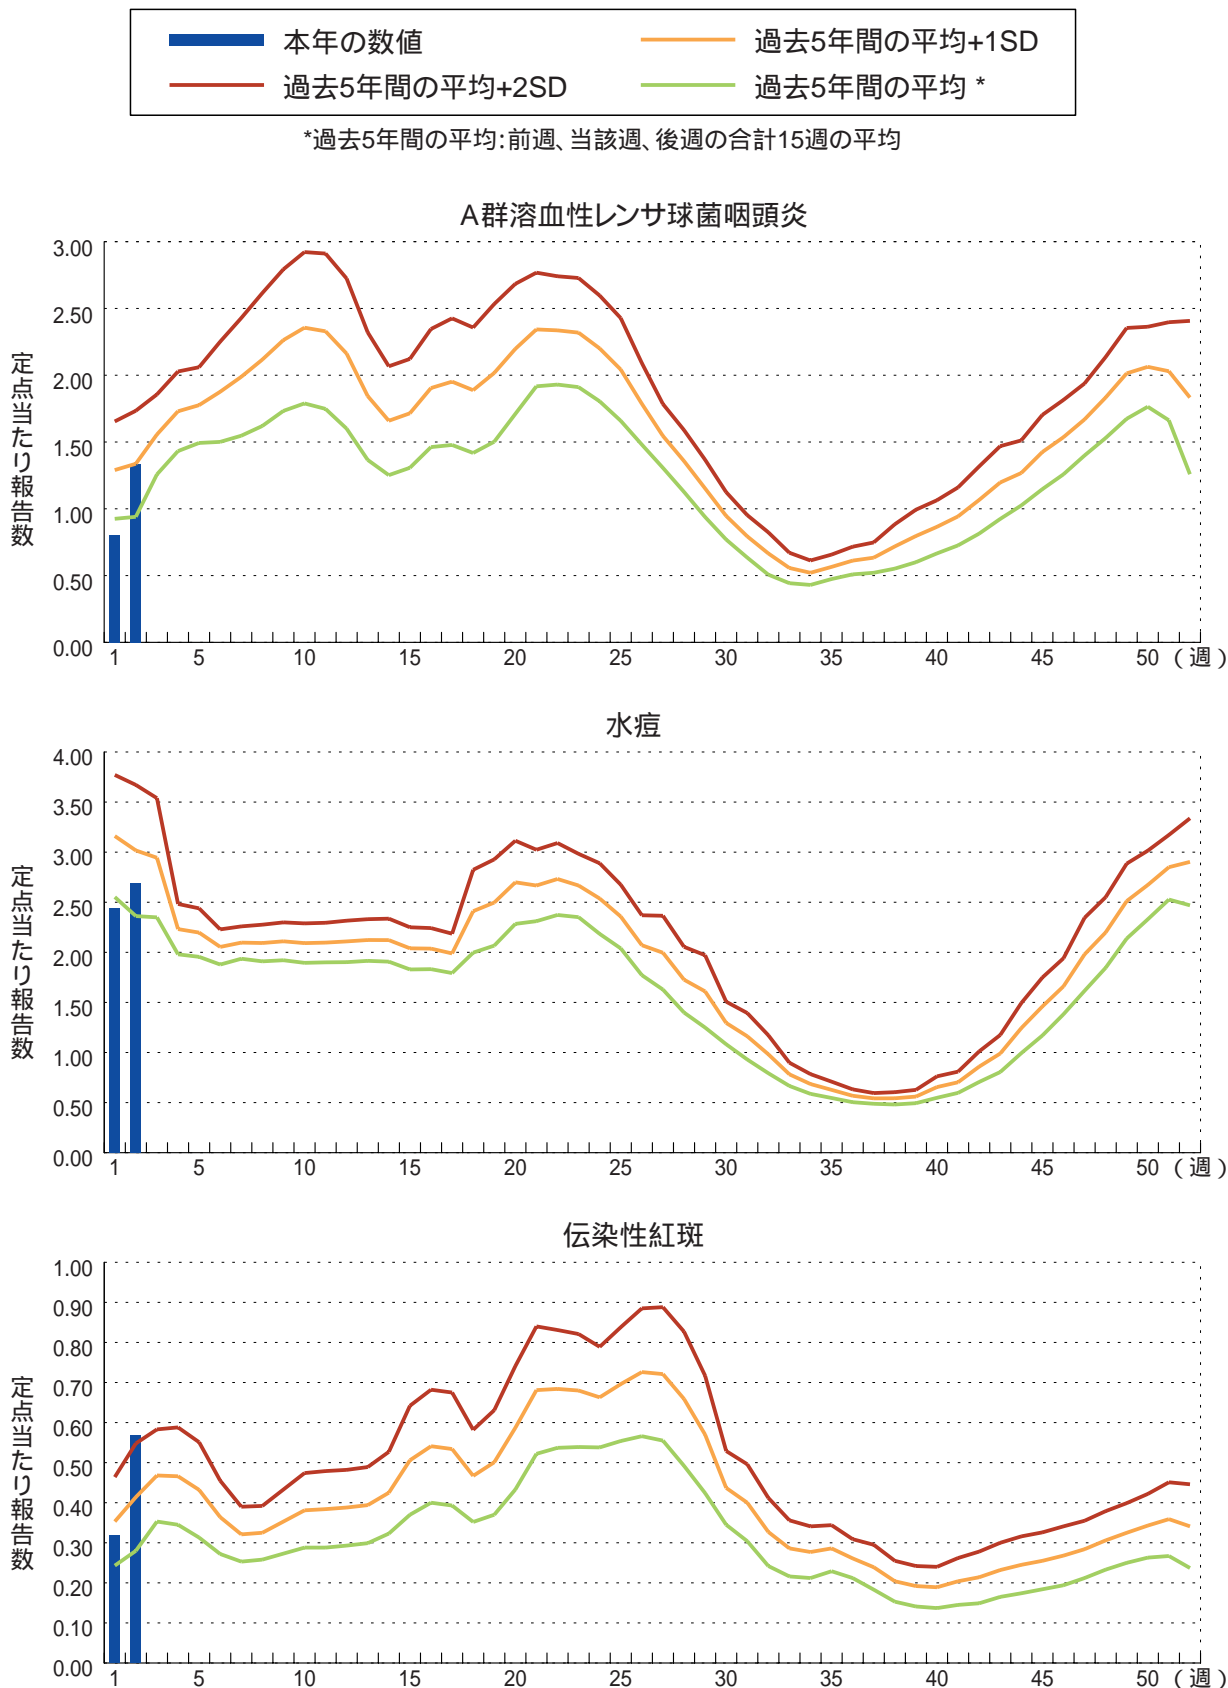 本年の数値
過去5年間の平均+1SD
過去5年間の平均+2SD
過去5年間の平均 *
*過去5年間の平均:前週、当該週、後週の合計15週の平均
A群溶血性レンサ球菌咽頭炎
定点当たり報告数
3.00
2.50
2.00
1.50
1.00
0.50
0.00
1 5 10 15 20 25 30 35 40 45 50 (週)
水痘
定点当たり報告数
4.00
3.50
3.00
2.50
2.00
1.50
1.00
0.50
0.00
1 5 10 15 20 25 30 35 40 45 50 (週)
伝染性紅斑
定点当たり報告数
1.00
0.90
0.80
0.70
0.60
0.50
0.40
0.30
0.20
0.10
0.00
1 5 10 15 20 25 30 35 40 45 50 (週)